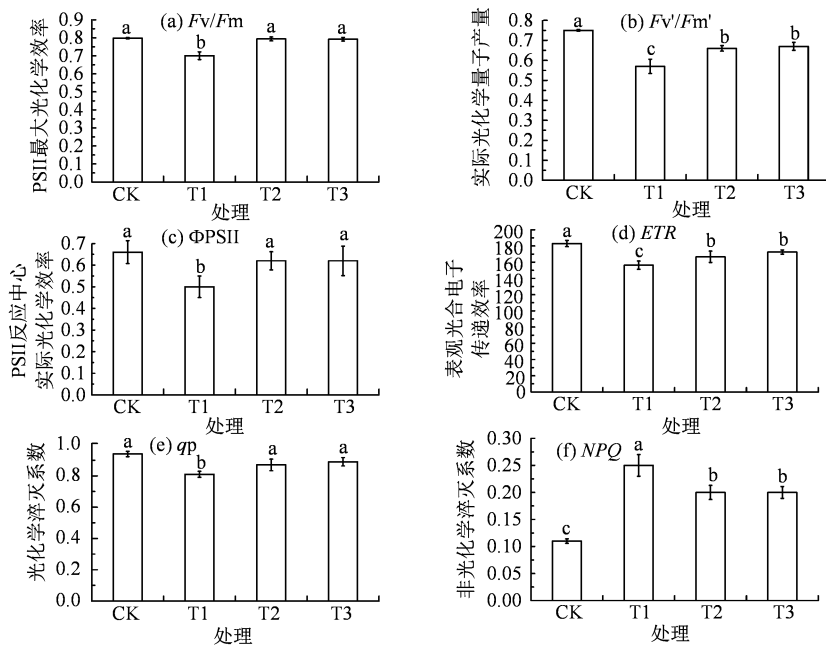 (a) Fv/Fm
PSII最大光化学效率
0.9
0.8
0.7
0.6
0.5
0.4
0.3
0.2
0.1
0.0
a
b
a
a
CK
T1
T2
T3
处理
(b) Fv'/Fm'
实际光化学量子产量
0.8
0.7
0.6
0.5
0.4
0.3
0.2
0.1
0.0
a
c
b
b
CK
T1
T2
T3
处理
(c) ΦPSII
PSII反应中心
实际光化学效率
0.7
0.6
0.5
0.4
0.3
0.2
0.1
0.0
a
b
a
a
CK
T1
T2
T3
处理
(d) ETR
表观光合电子
传递效率
200
180
160
140
120
100
80
60
40
20
0
a
c
b
b
CK
T1
T2
T3
处理
(e) qp
光化学淬灭系数
1.0
0.8
0.6
0.4
0.2
0.0
a
b
a
a
CK
T1
T2
T3
处理
(f) NPQ
非光化学淬灭系数
0.30
0.25
0.20
0.15
0.10
0.05
0.00
c
a
b
b
CK
T1
T2
T3
处理